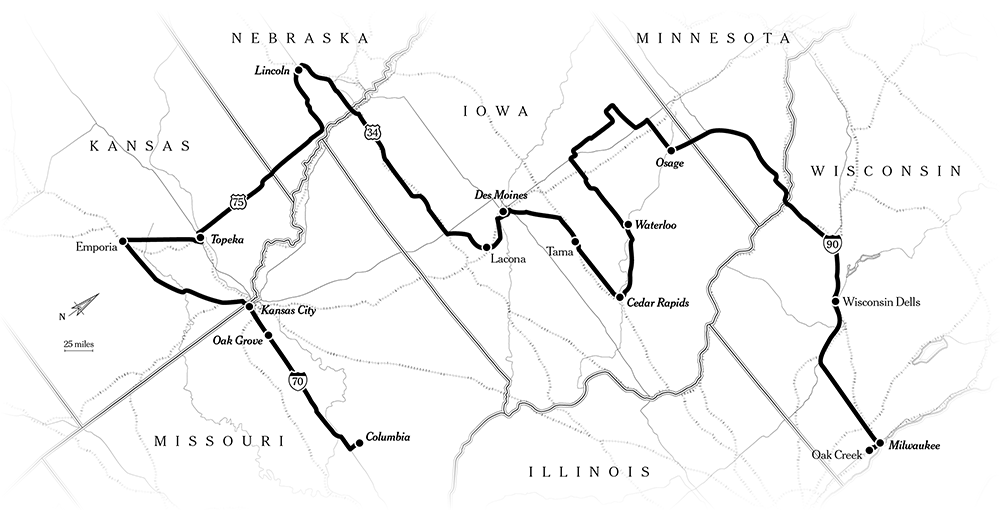 NEBRASKA
MINNESOTA
Lincoln
IOWA
34
KANSAS
Osage
WISCONSIN
Des Moines
75
Waterloo
Topeka
Emporia
Lacona
Tama
90
Cedar Rapids
Wisconsin Dells
N
Kansas City
25 miles
Oak Grove
70
Columbia
MISSOURI
Milwaukee
Oak Creek
ILLINOIS